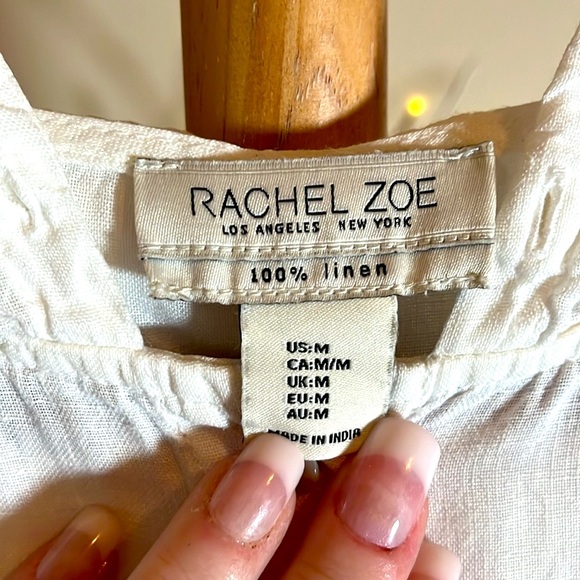 RACHEL ZOE
LOS ANGELES NEW YORK
100% linen
US:M
CA:M/M
UK:M
EU:M
AU:M
MADE IN INDIA